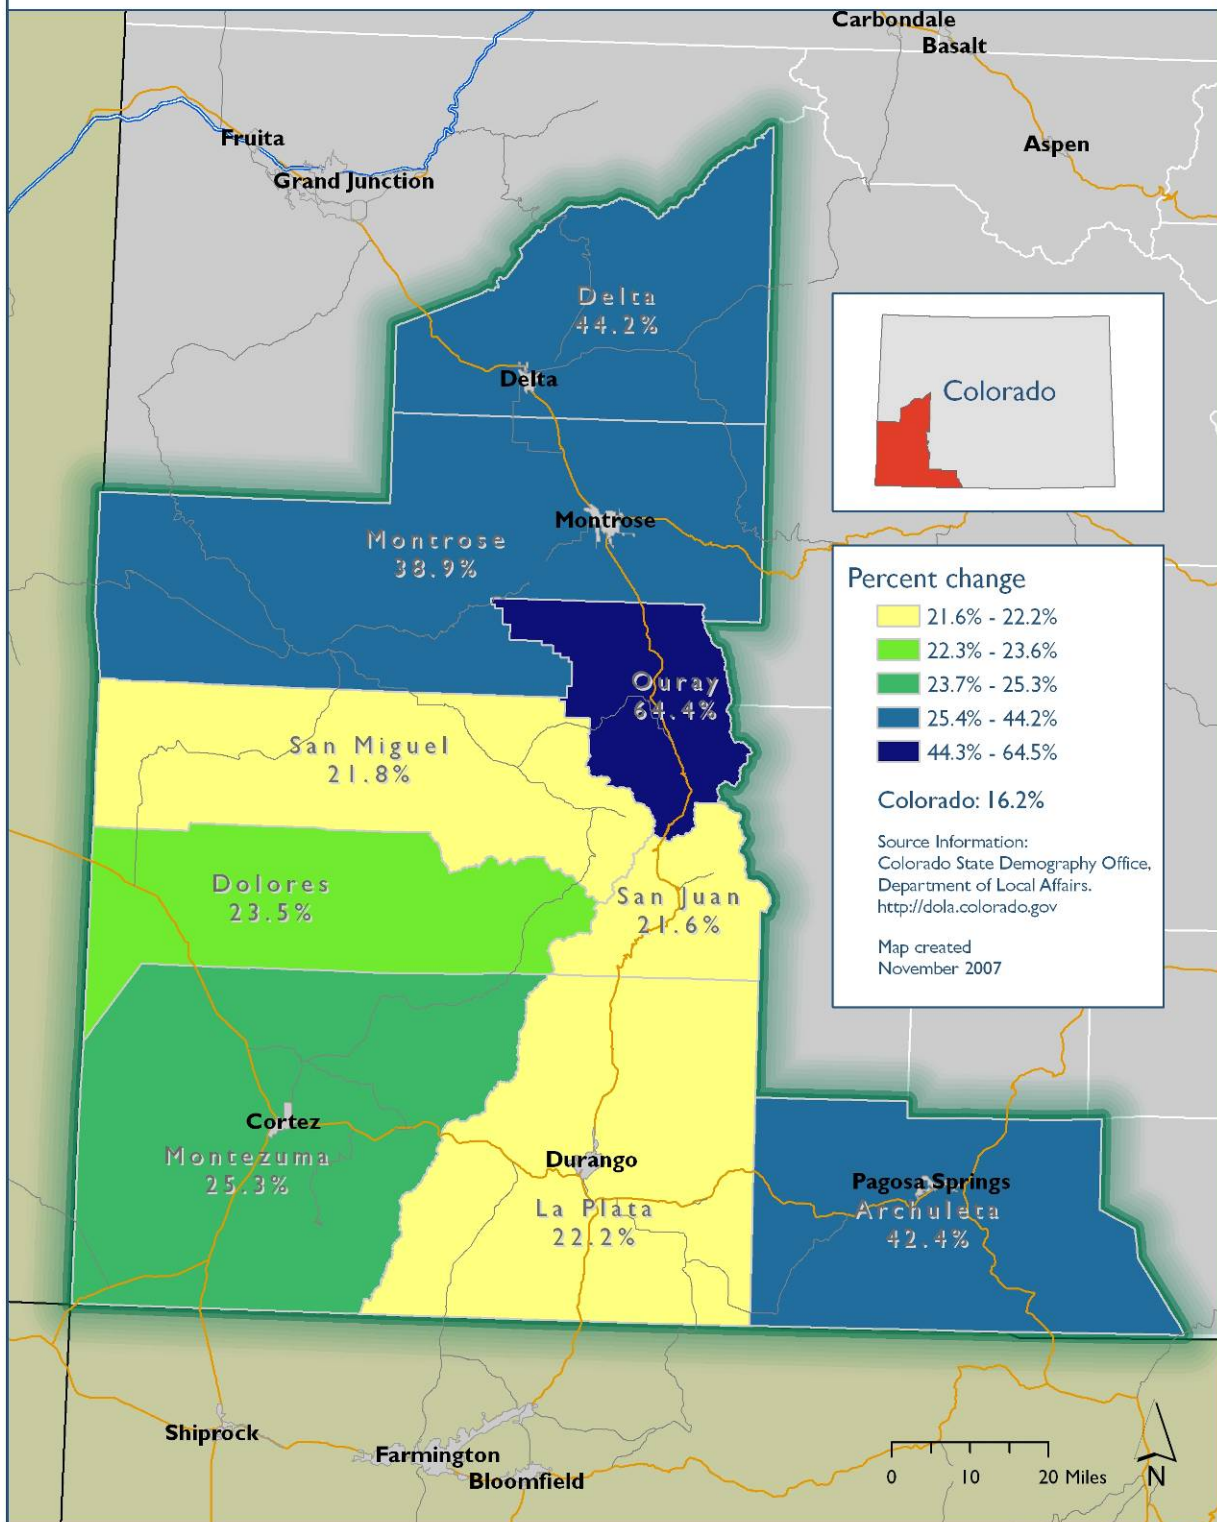 Carbondale
Basalt
Fruita
Aspen
Grand Junction
Delta
44.2%
Delta
Colorado
Montrose
Montrose
38.9%
Percent change
21.6% - 22.2%
22.3% - 23.6%
23.7% - 25.3%
25.4% - 44.2%
44.3% - 64.5%
Colorado: 16.2%
Source Information:
Colorado State Demography Office,
Department of Local Affairs.
http://dola.colorado.gov
Map created
November 2007
Ouray
64.4%
San Miguel
21.8%
Dolores
23.5%
San Juan
21.6%
Cortez
Montezuma
25.3%
Durango
La Plata
22.2%
Pagosa Springs
Archuleta
42.4%
Shiprock
Farmington
Bloomfield
0 10 20 Miles
N